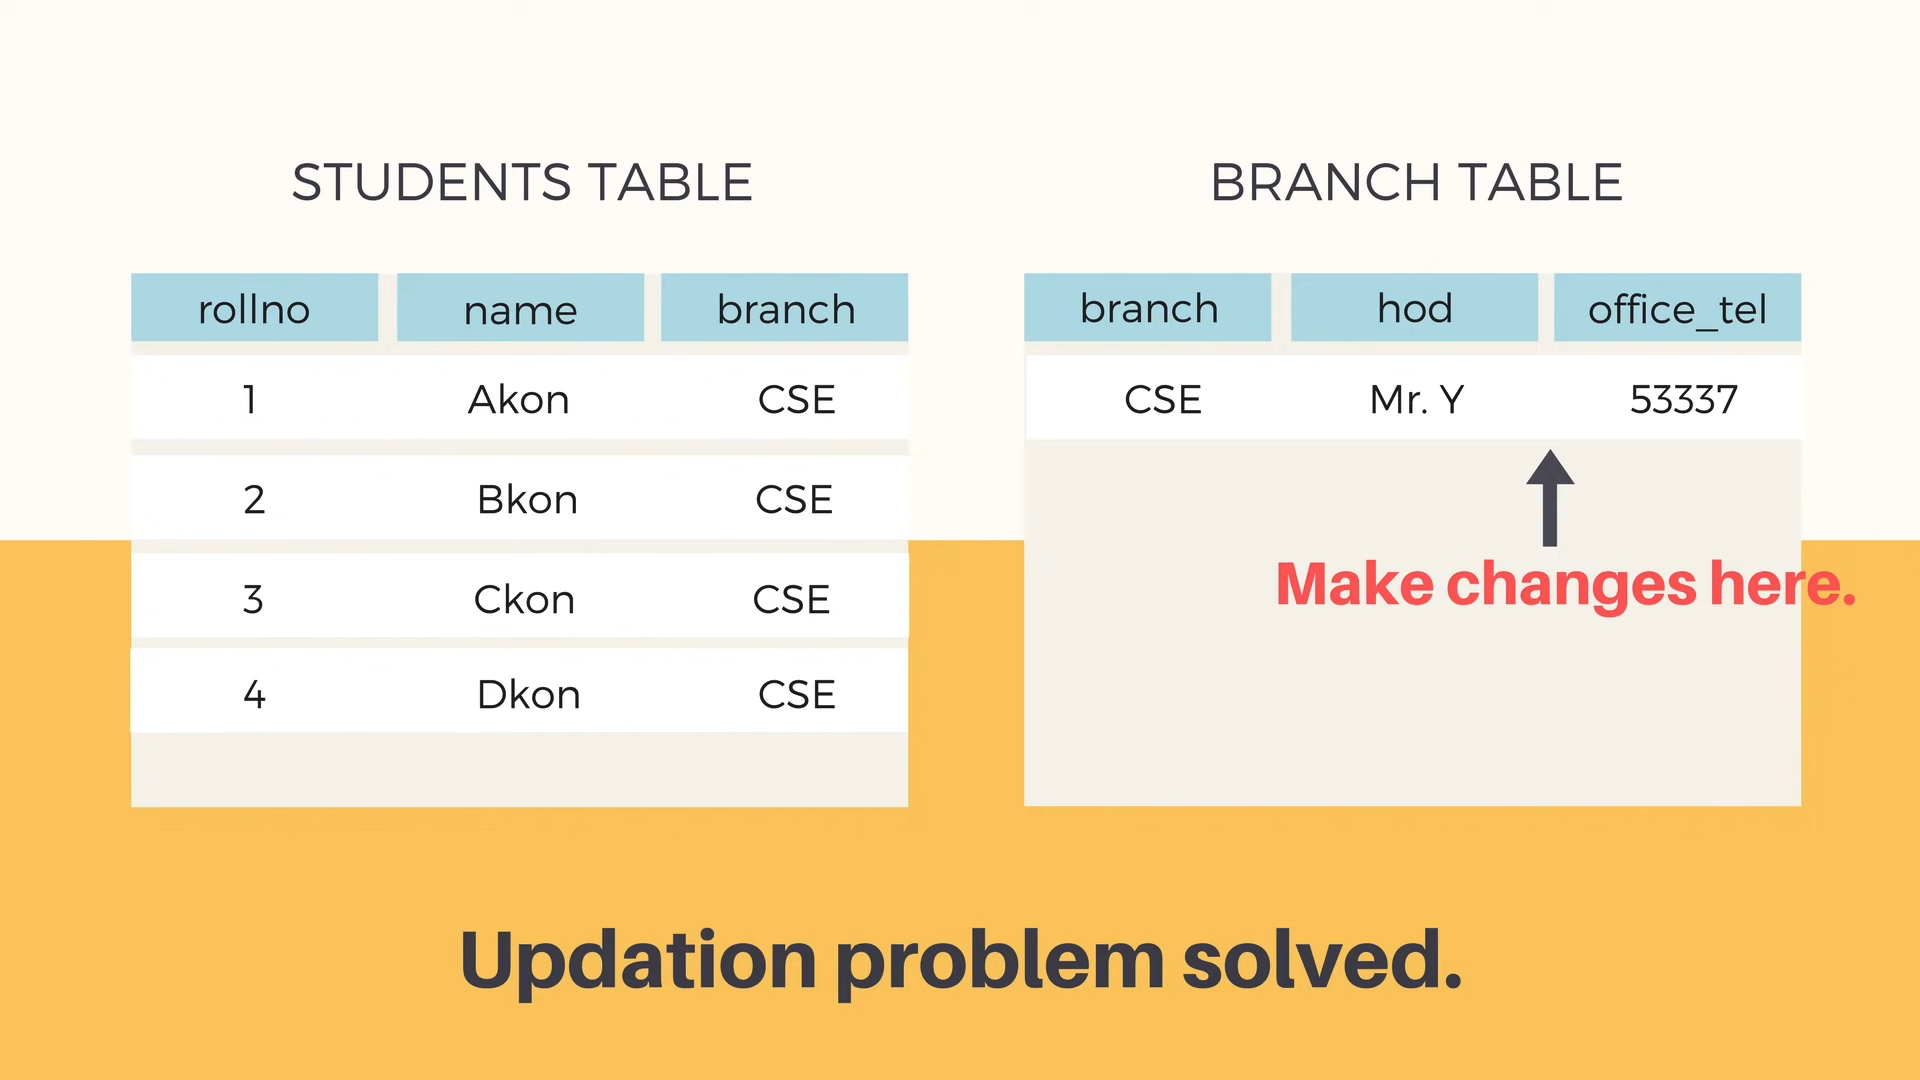 STUDENTS TABLE
rollno name branch
1 Akon CSE
2 Bkon CSE
3 Ckon CSE
4 Dkon CSE
BRANCH TABLE
branch hod office_tel
CSE Mr. Y 53337
Make changes here.
Updation problem solved.